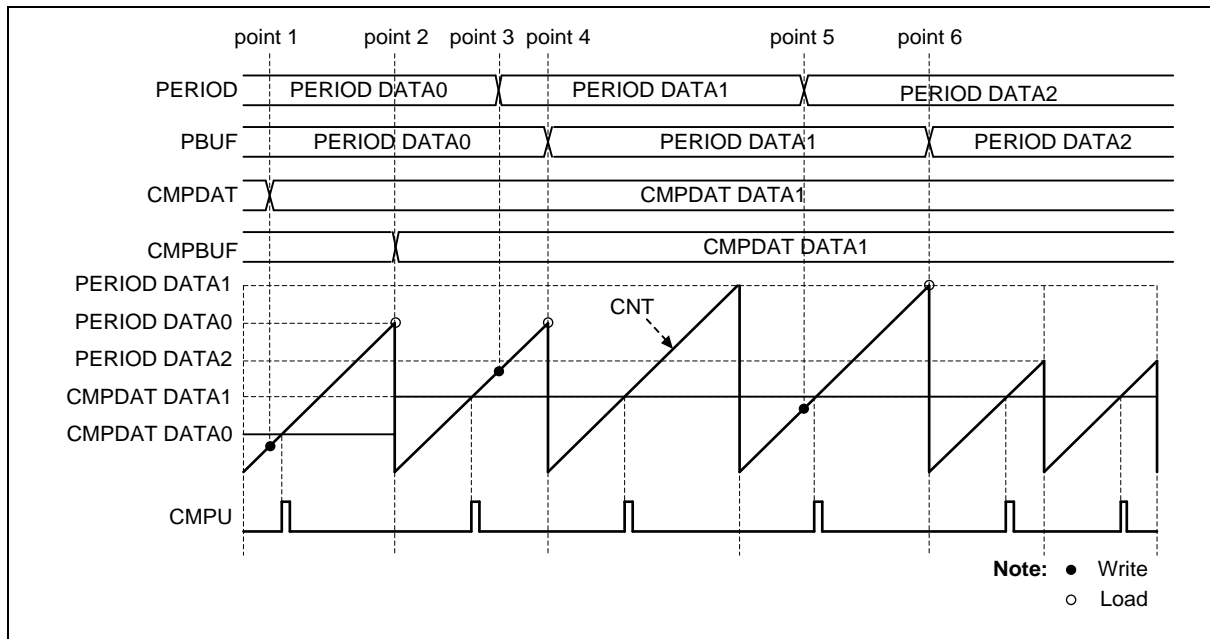 point 1 point 2 point 3 point 4 point 5 point 6
PERIOD PERIOD DATA0 PERIOD DATA1 PERIOD DATA2
PBUF PERIOD DATA0 PERIOD DATA1 PERIOD DATA2
CMPDAT CMPDAT DATA1
CMPBUF CMPDAT DATA1
PERIOD DATA1
CNT
PERIOD DATA0
PERIOD DATA2
CMPDAT DATA1
CMPDAT DATA0
CMPU
Note: Write
Load